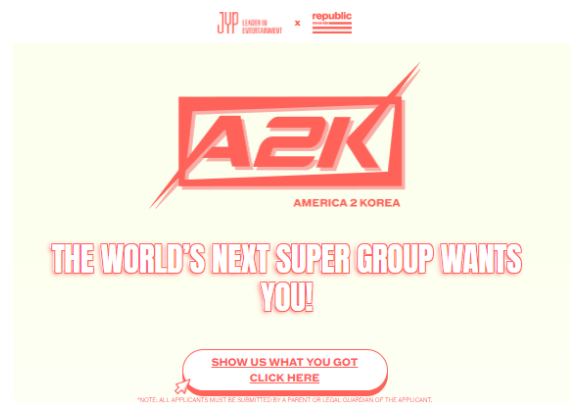 JYP LEADER IN
ENTERTAINMENT
x
republic
A2K
AMERICA 2 KOREA
THE WORLD'S NEXT SUPER GROUP WANTS
YOU!
SHOW US WHAT YOU GOT
CLICK HERE
*NOTE: ALL APPLICANTS MUST BE SUBMITTED BY A PARENT OR LEGAL GUARDIAN OF THE APPLICANT.